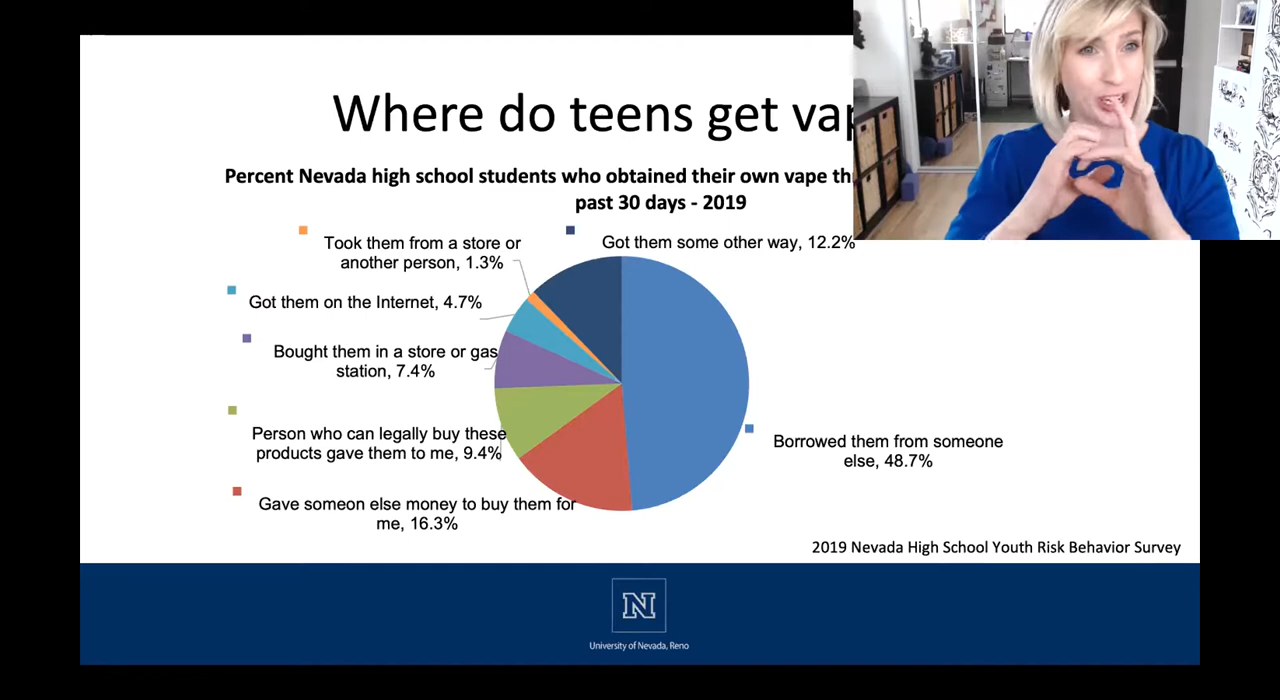 Where do teens get
Percent Nevada high school students who obtained their own vape
past 30 days - 2019
Took them from a store or
another person, 1.3%
Got them some other way, 12.2%
Got them on the Internet, 4.7%
Bought them in a store or gas
station, 7.4%
Person who can legally buy these
products gave them to me, 9.4%
Borrowed them from someone
else, 48.7%
Gave someon else money to buy them for
me, 16.3%
2019 Nevada High School Youth Risk Behavior Survey
N
University of Nevada, Reno